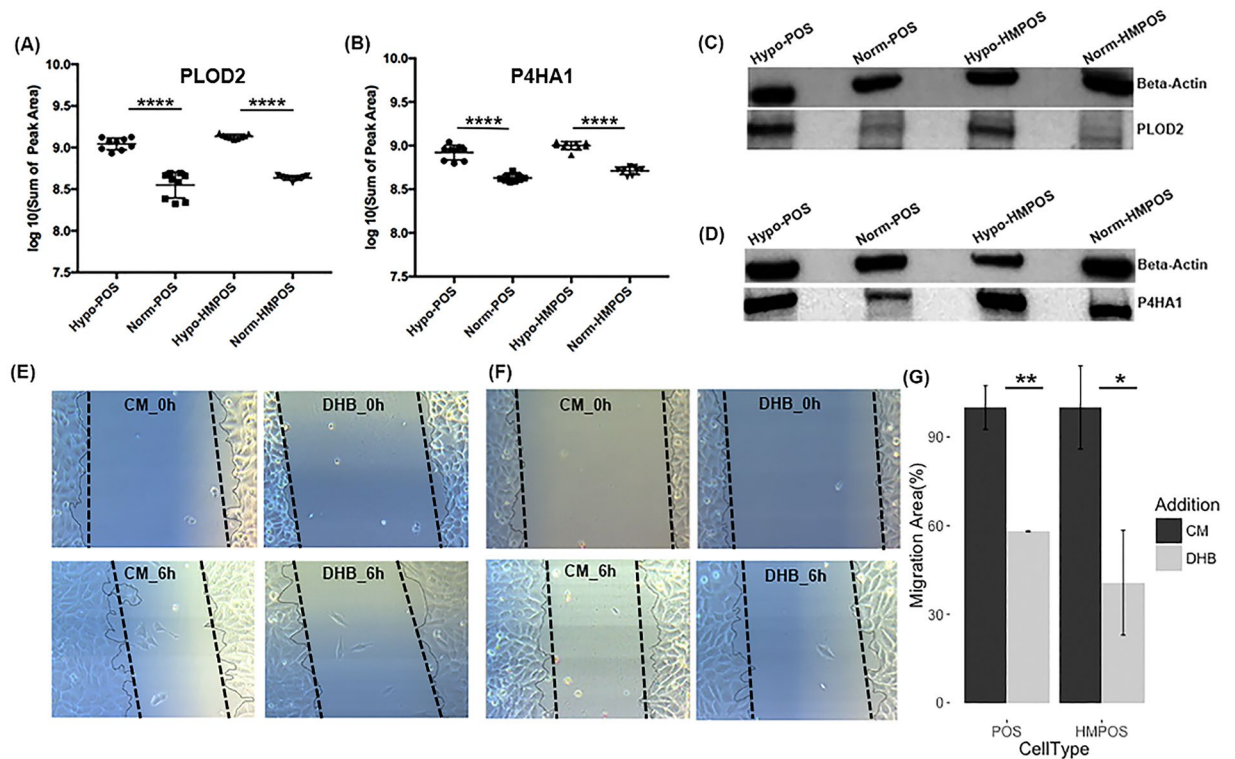 (A)
PLOD2
log 10(Sum of Peak Area)
10.0
9.5
9.0
8.5
8.0
7.5
****
****
Hypo-POS
Norm-POS
Hypo-HMPOS
Norm-HMPOS
(B)
P4HA1
log 10(Sum of Peak Area)
10.0
9.5
9.0
8.5
8.0
7.5
****
****
Hypo-POS
Norm-POS
Hypo-HMPOS
Norm-HMPOS
(C)
Hypo-POS
Norm-POS
Hypo-HMPOS
Norm-HMPOS
Beta-Actin
PLOD2
(D)
Hypo-POS
Norm-POS
Hypo-HMPOS
Norm-HMPOS
Beta-Actin
P4HA1
(E)
CM_0h
DHB_0h
CM_6h
DHB_6h
(F)
CM_0h
DHB_0h
CM_6h
DHB_6h
(G)
Migration Area(%)
90
60
30
0
**
*
POS
HMPOS
CellType
Addition
CM
DHB